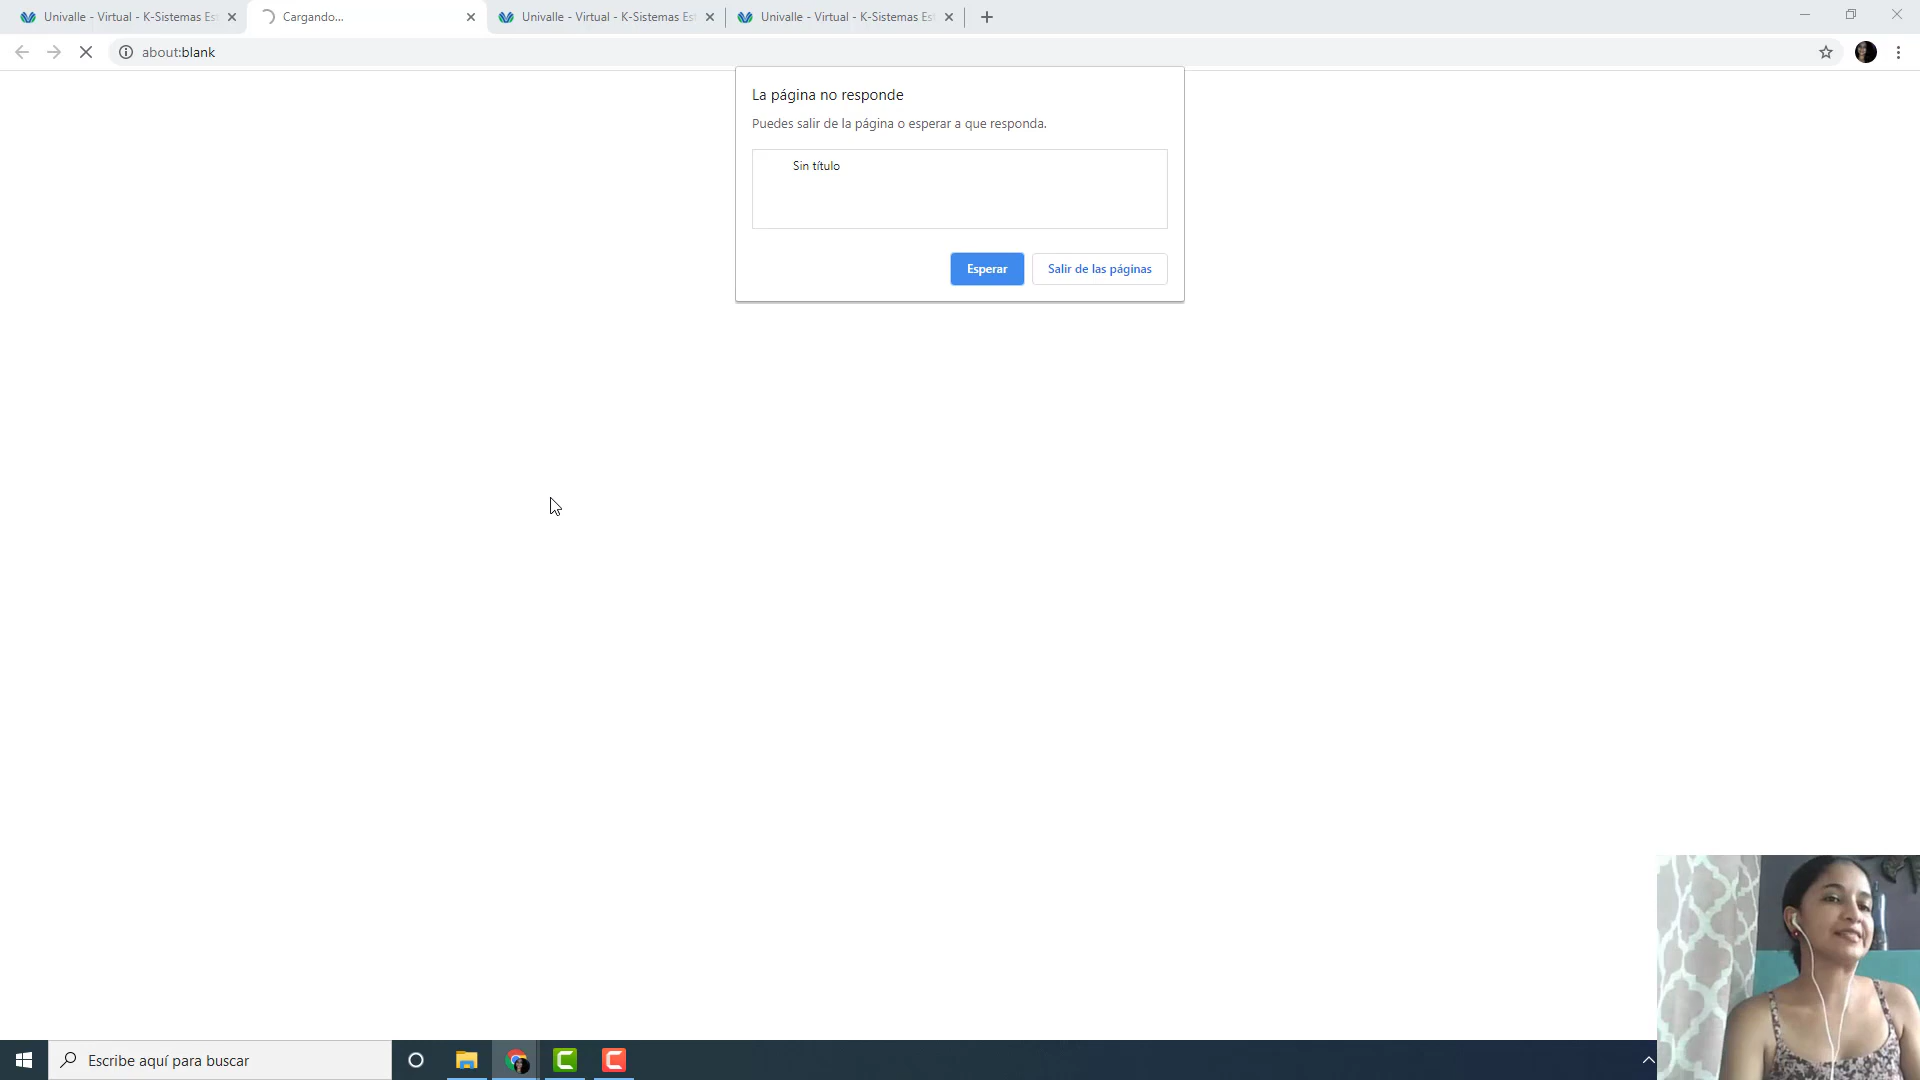 Univalle - Virtual - K-Sistemas Es
Cargando...
Univalle - Virtual - K-Sistemas Es
Univalle - Virtual - K-Sistemas Es
about:blank
La página no responde
Puedes salir de la página o esperar a que responda.
Sin título
Esperar
Salir de las páginas
Escribe aquí para buscar